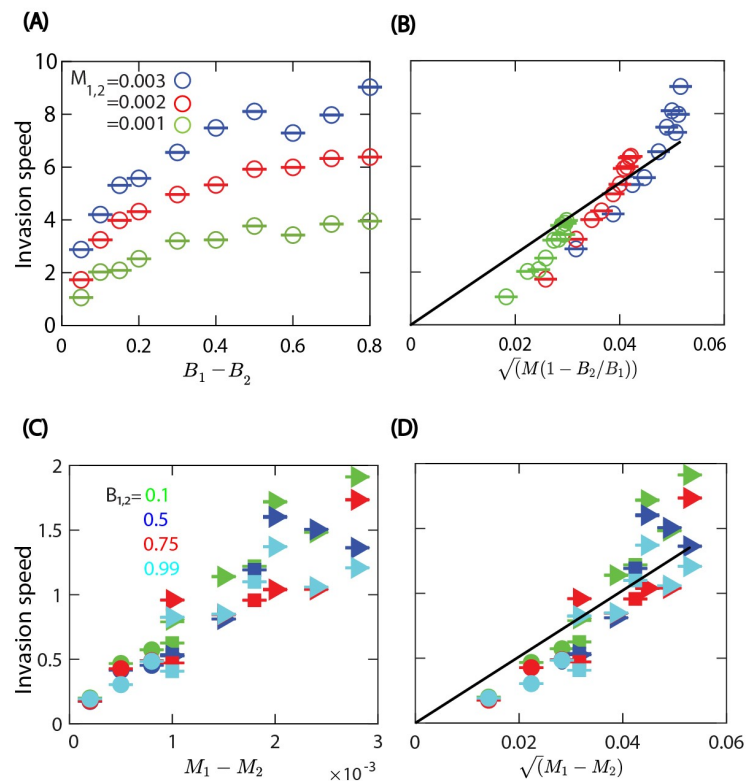 (A)
(B)
10
8
6
4
2
0
Invasion speed
M1,2=0.003
=0.002
=0.001
0 0.2 0.4 0.6 0.8
B1 − B2
0 0.02 0.04 0.06
√(M(1 − B2/B1))
(C)
(D)
2
1.5
1
0.5
0
Invasion speed
B1,2= 0.1
0.5
0.75
0.99
0 1 2 3
M1 − M2
×10-3
0 0.02 0.04 0.06
√(M1 − M2)